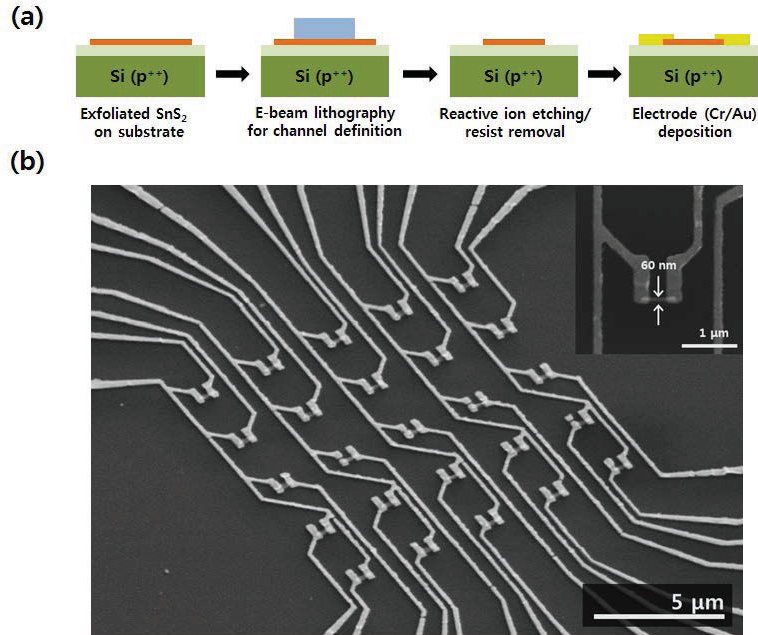 (a)
Si (p⁺⁺)
Si (p⁺⁺)
Si (p⁺⁺)
Si (p⁺⁺)
Exfoliated SnS₂
on substrate
E-beam lithography
for channel definition
Reactive ion etching/
resist removal
Electrode (Cr/Au)
deposition
(b)
60 nm
1 µm
5 µm